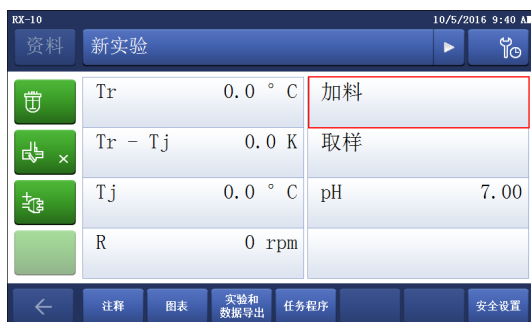 RX-10 10/5/2016 9:40 A
资料 新实验
Tr 0.0 ° C 加料
Tr - Tj 0.0 K 取样
Tj 0.0 ° C pH 7.00
R 0 rpm
注释 图表 实验和 任务程序 安全设置
数据导出